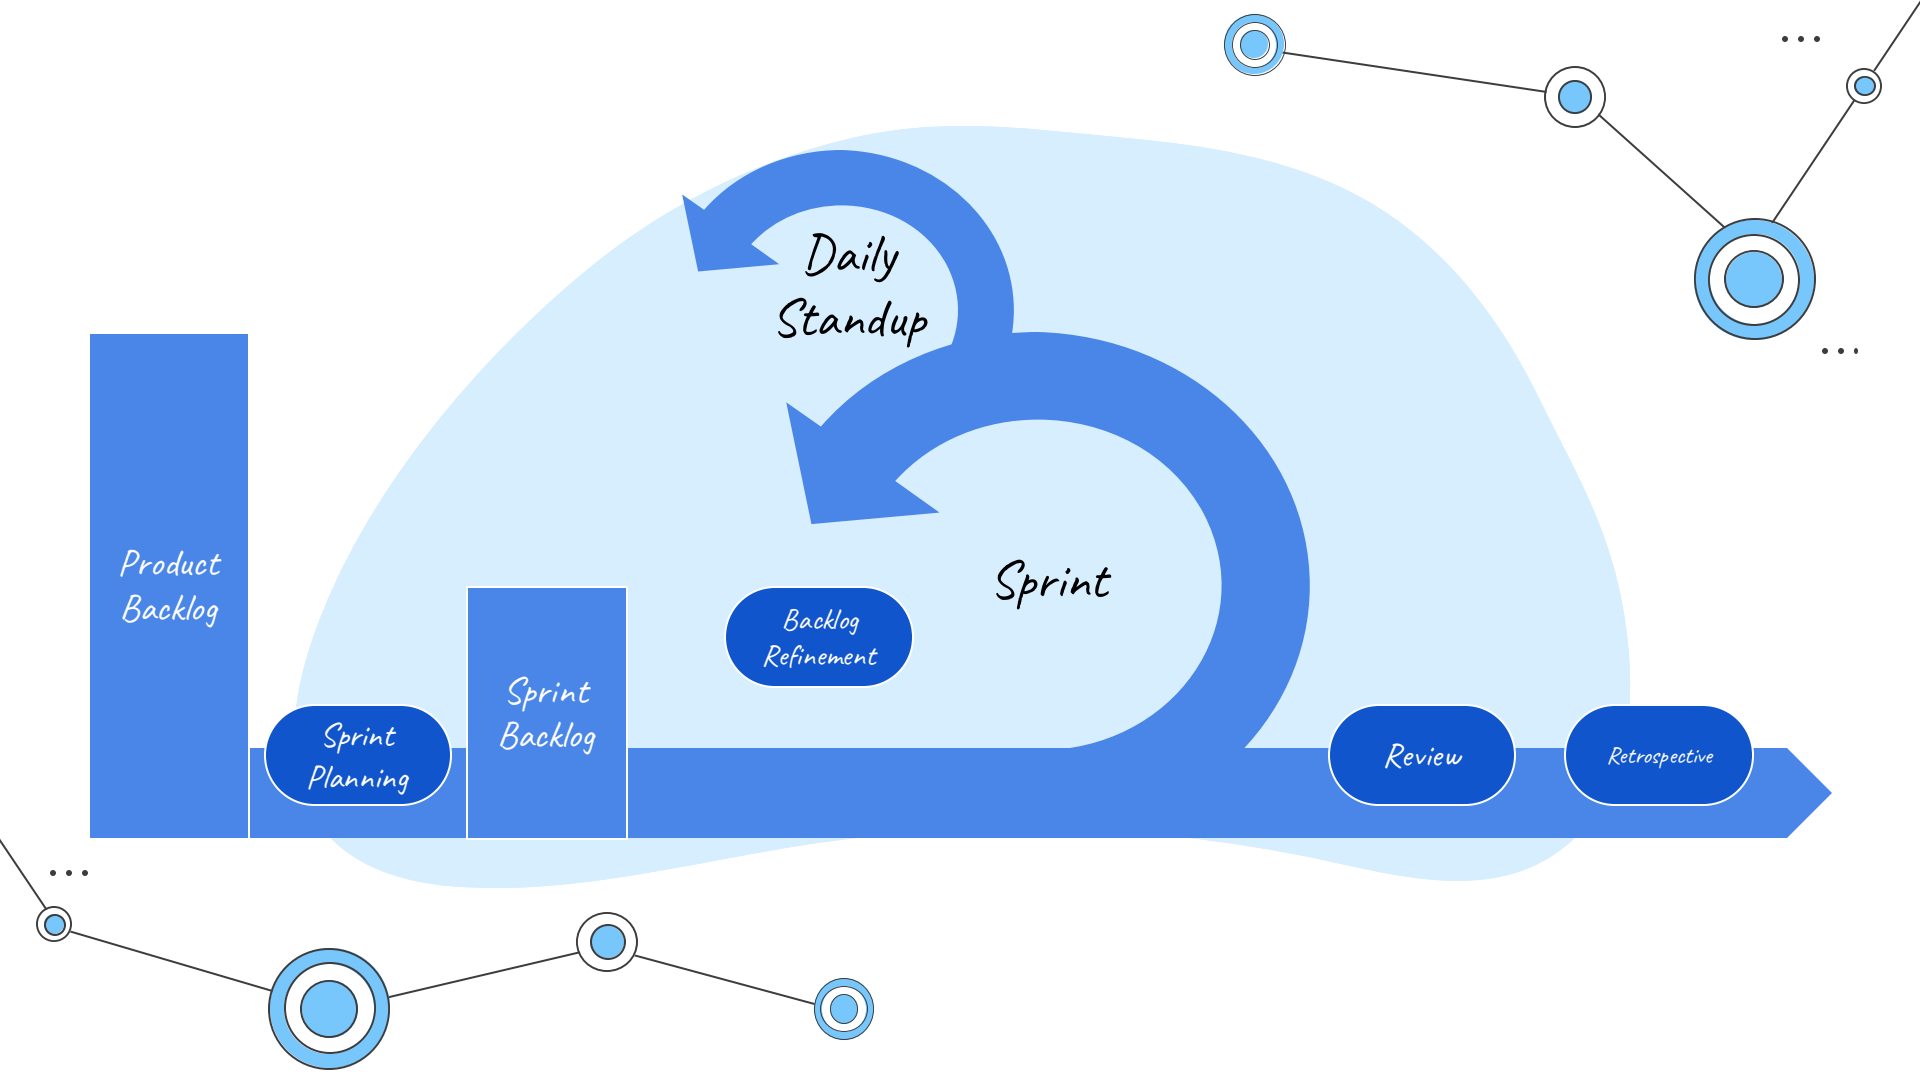 Daily
Standup
Product
Backlog
Sprint
Planning
Sprint
Backlog
Backlog
Refinement
Sprint
Review
Retrospective